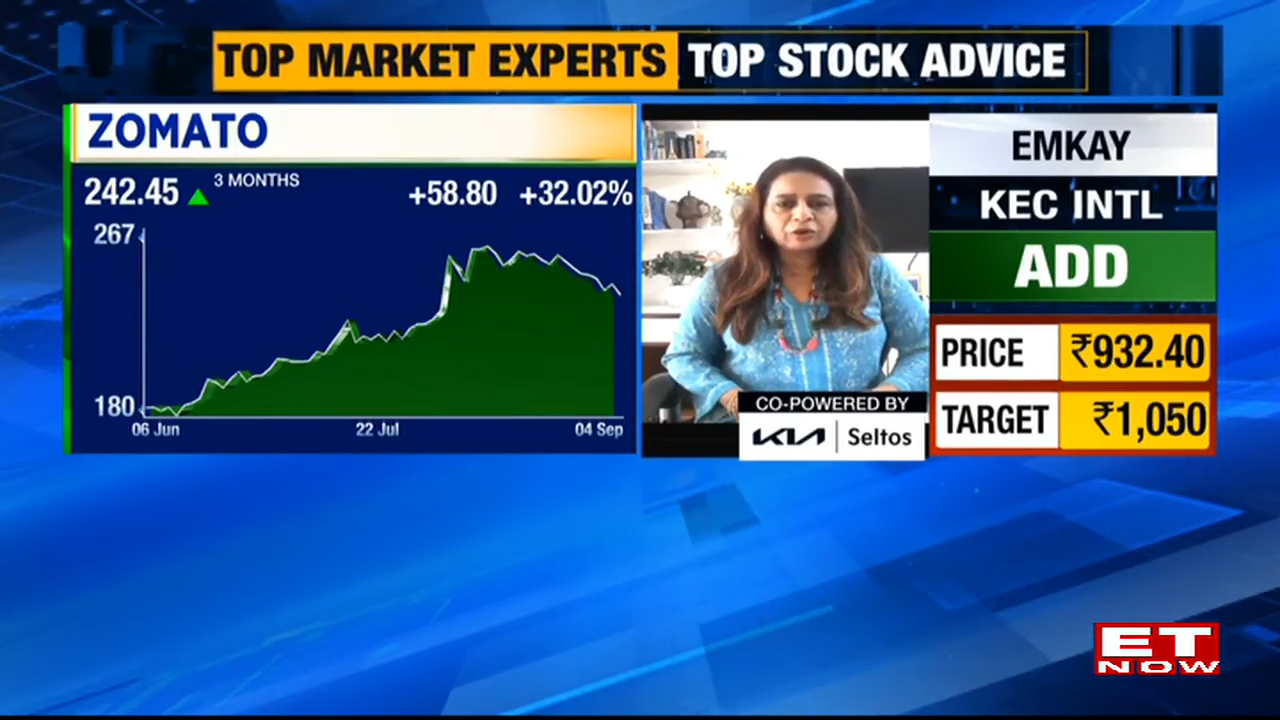 TOP MARKET EXPERTS TOP STOCK ADVICE
ZOMATO
242.45 ▲ 3 MONTHS +58.80 +32.02%
267
180
06 Jun 22 Jul 04 Sep
CO-POWERED BY
KIA | Seltos
EMKAY
KEC INTL
ADD
PRICE ₹932.40
TARGET ₹1,050
ET
NOW